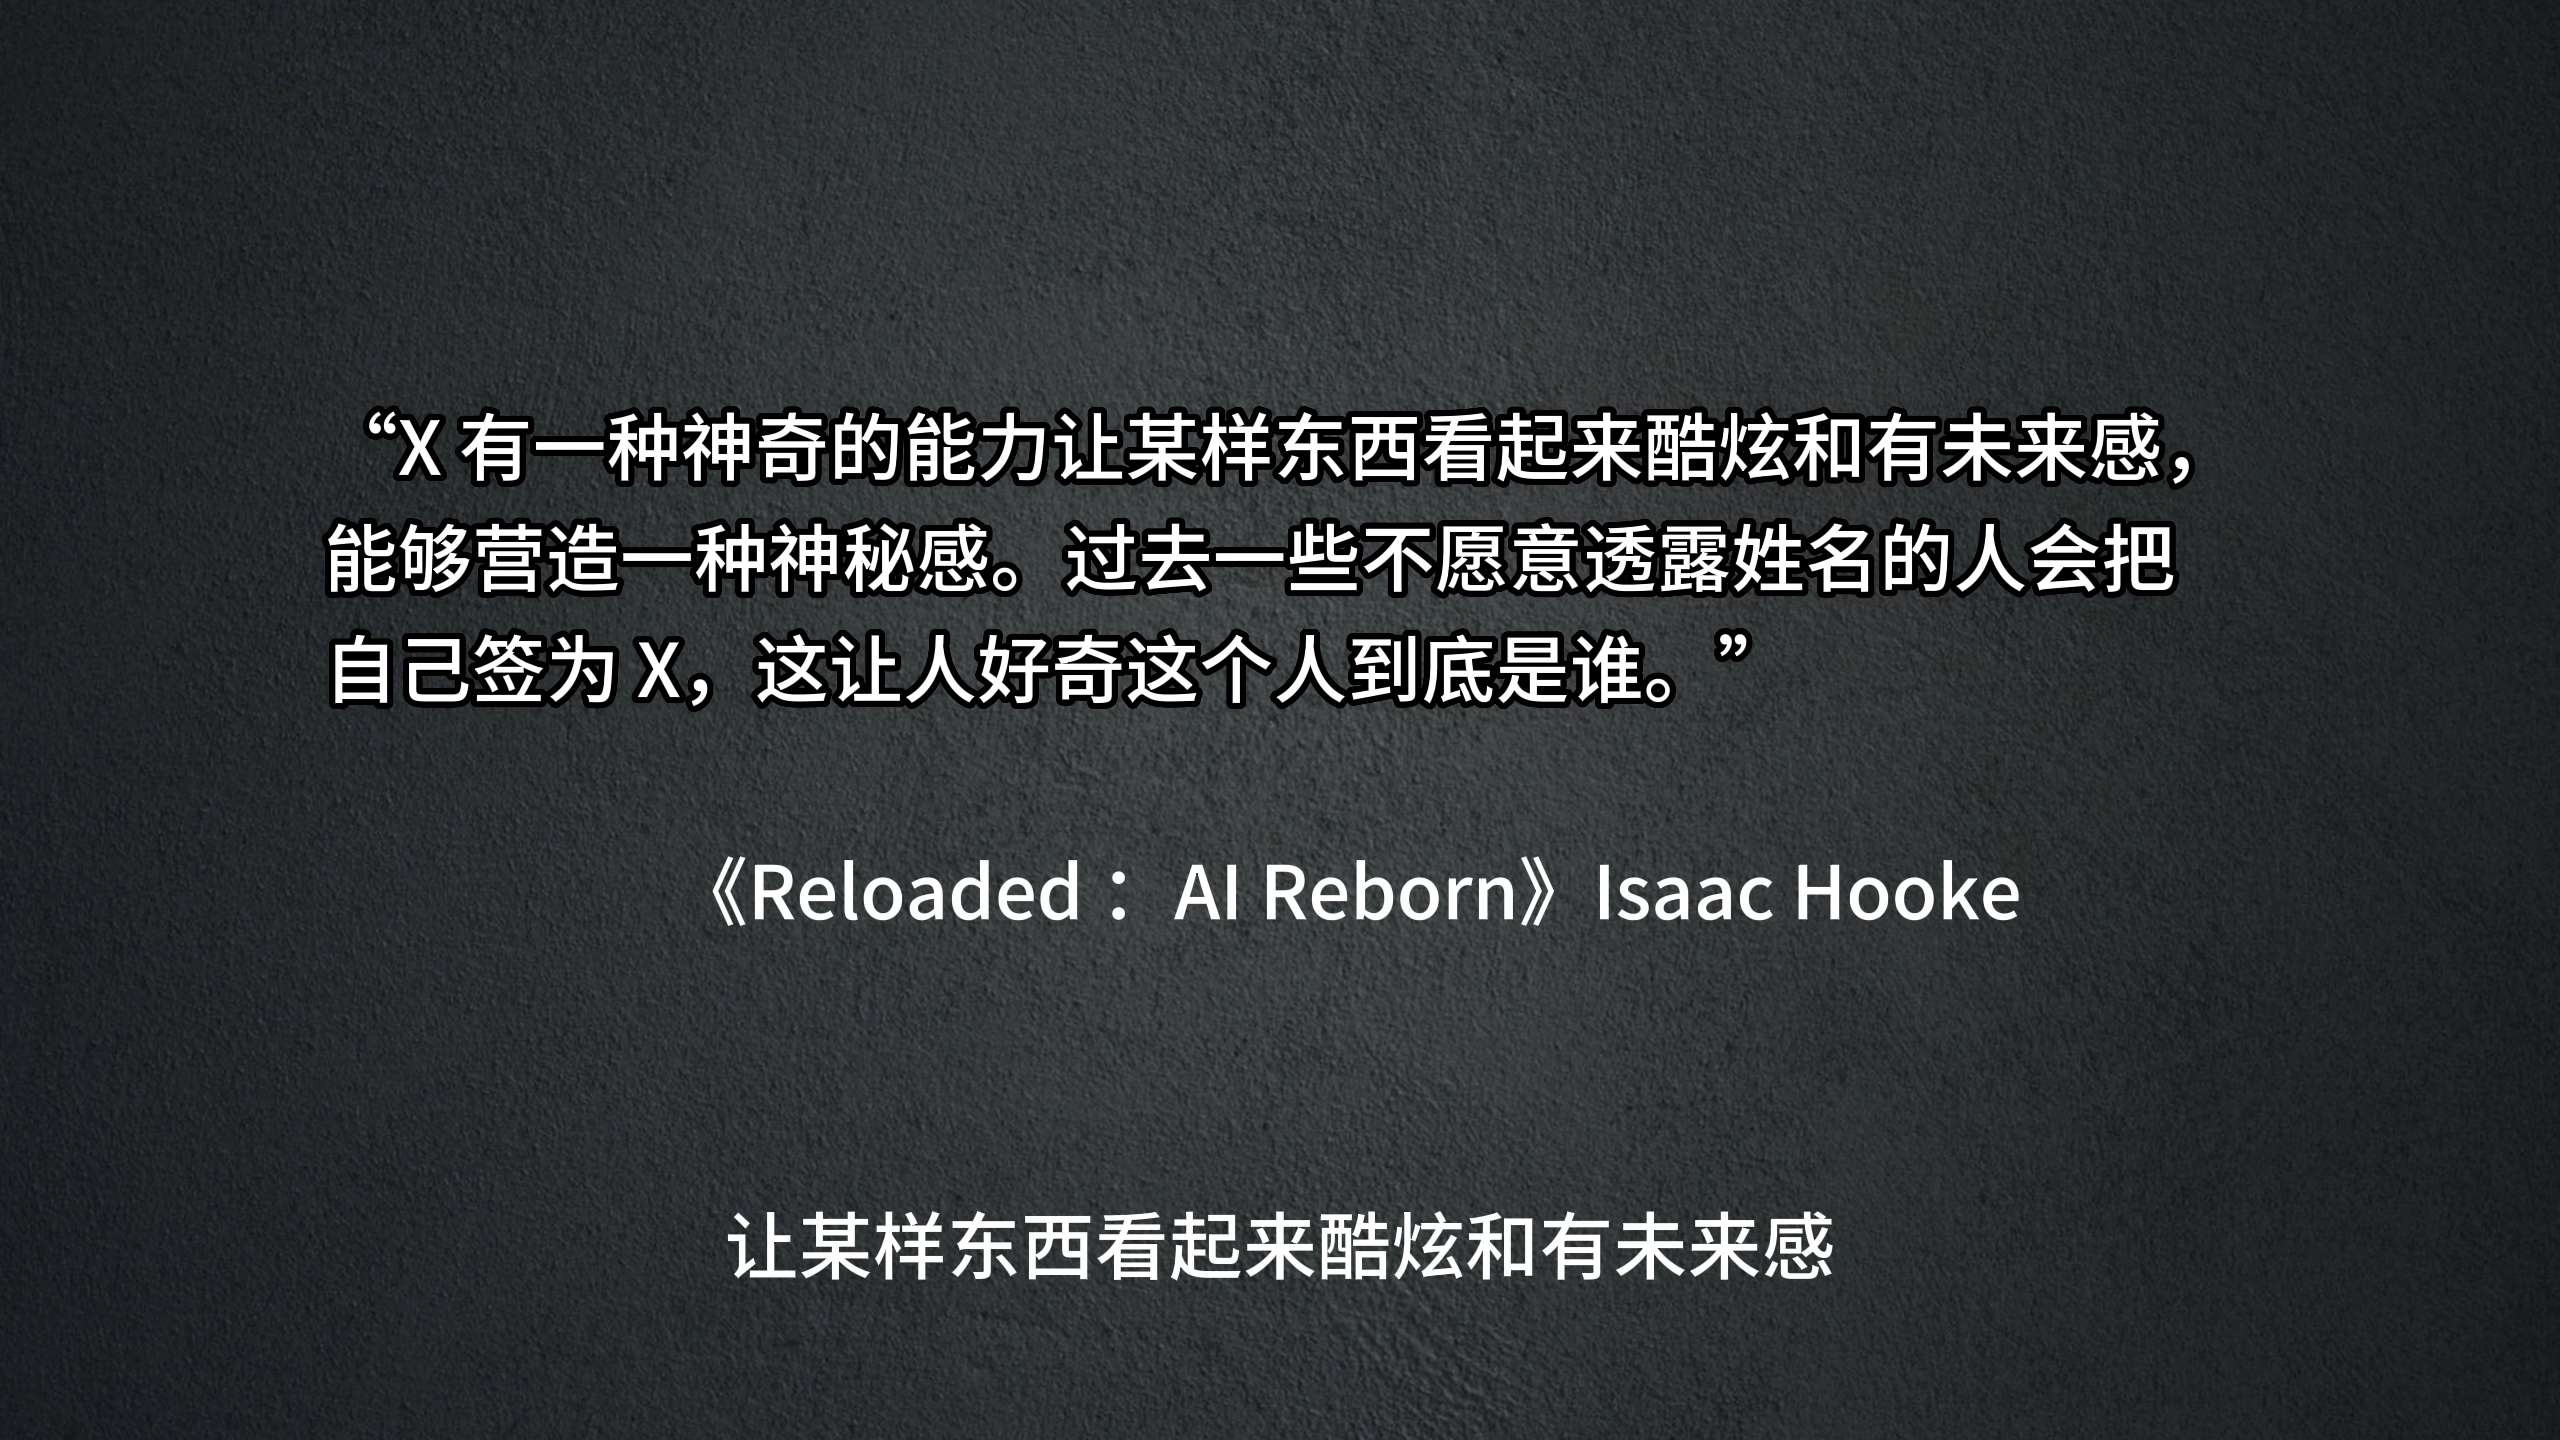 “X 有一种神奇的能力让某样东西看起来酷炫和有未来感，
能够营造一种神秘感。过去一些不愿意透露姓名的人会把
自己签为 X，这让人好奇这个人到底是谁。”
《Reloaded： AI Reborn》Isaac Hooke
让某样东西看起来酷炫和有未来感